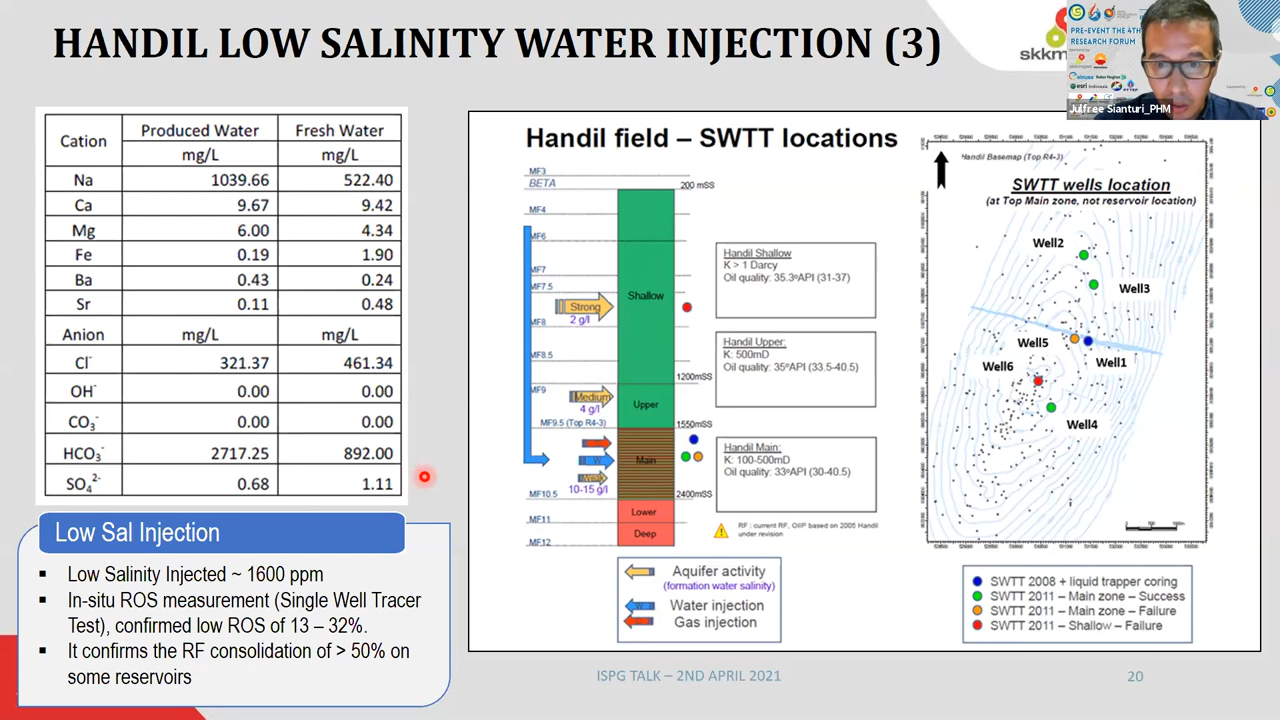 HANDIL LOW SALINITY WATER INJECTION (3)
skkm
PRE-EVENT THE 4TH
RESEARCH FORUM
Julfree Sianturi_PHM
Cation Produced Water Fresh Water
mg/L mg/L
Na 1039.66 522.40
Ca 9.67 9.42
Mg 6.00 4.34
Fe 0.19 1.90
Ba 0.43 0.24
Sr 0.11 0.48
Anion mg/L mg/L
Cl⁻ 321.37 461.34
OH⁻ 0.00 0.00
CO₃⁻ 0.00 0.00
HCO₃⁻ 2717.25 892.00
SO₄²⁻ 0.68 1.11
Low Sal Injection
▪ Low Salinity Injected ~ 1600 ppm
▪ In-situ ROS measurement (Single Well Tracer
Test), confirmed low ROS of 13 – 32%.
▪ It confirms the RF consolidation of > 50% on
some reservoirs
Handil field – SWTT locations
MF3
BETA
200 mSS
MF4
MF6
MF7
MF7.5
Shallow
Strong
2 g/l
MF8
MF8.5
1200mSS
MF9
Medium
4 g/l
Upper
MF9.5 (Top R4-3)
1550mSS
Main
10-15 g/l
MF10.5
2400mSS
Lower
MF11
Deep
MF12
Handil Shallow
K > 1 Darcy
Oil quality: 35.3ºAPI (31-37)
Handil Upper:
K: 500mD
Oil quality: 35ºAPI (33.5-40.5)
Handil Main:
K: 100-500mD
Oil quality: 33ºAPI (30-40.5)
RF : current RF, OIIP based on 2005 Handil
under revision
Aquifer activity
(formation water salinity)
Water injection
Gas injection
Handil Basemap (Top R4-3)
SWTT wells location
(at Top Main zone, not reservoir location)
Well2
Well3
Well5
Well1
Well6
Well4
SWTT 2008 + liquid trapper coring
SWTT 2011 – Main zone – Success
SWTT 2011 – Main zone – Failure
SWTT 2011 – Shallow – Failure
ISPG TALK – 2ND APRIL 2021
20